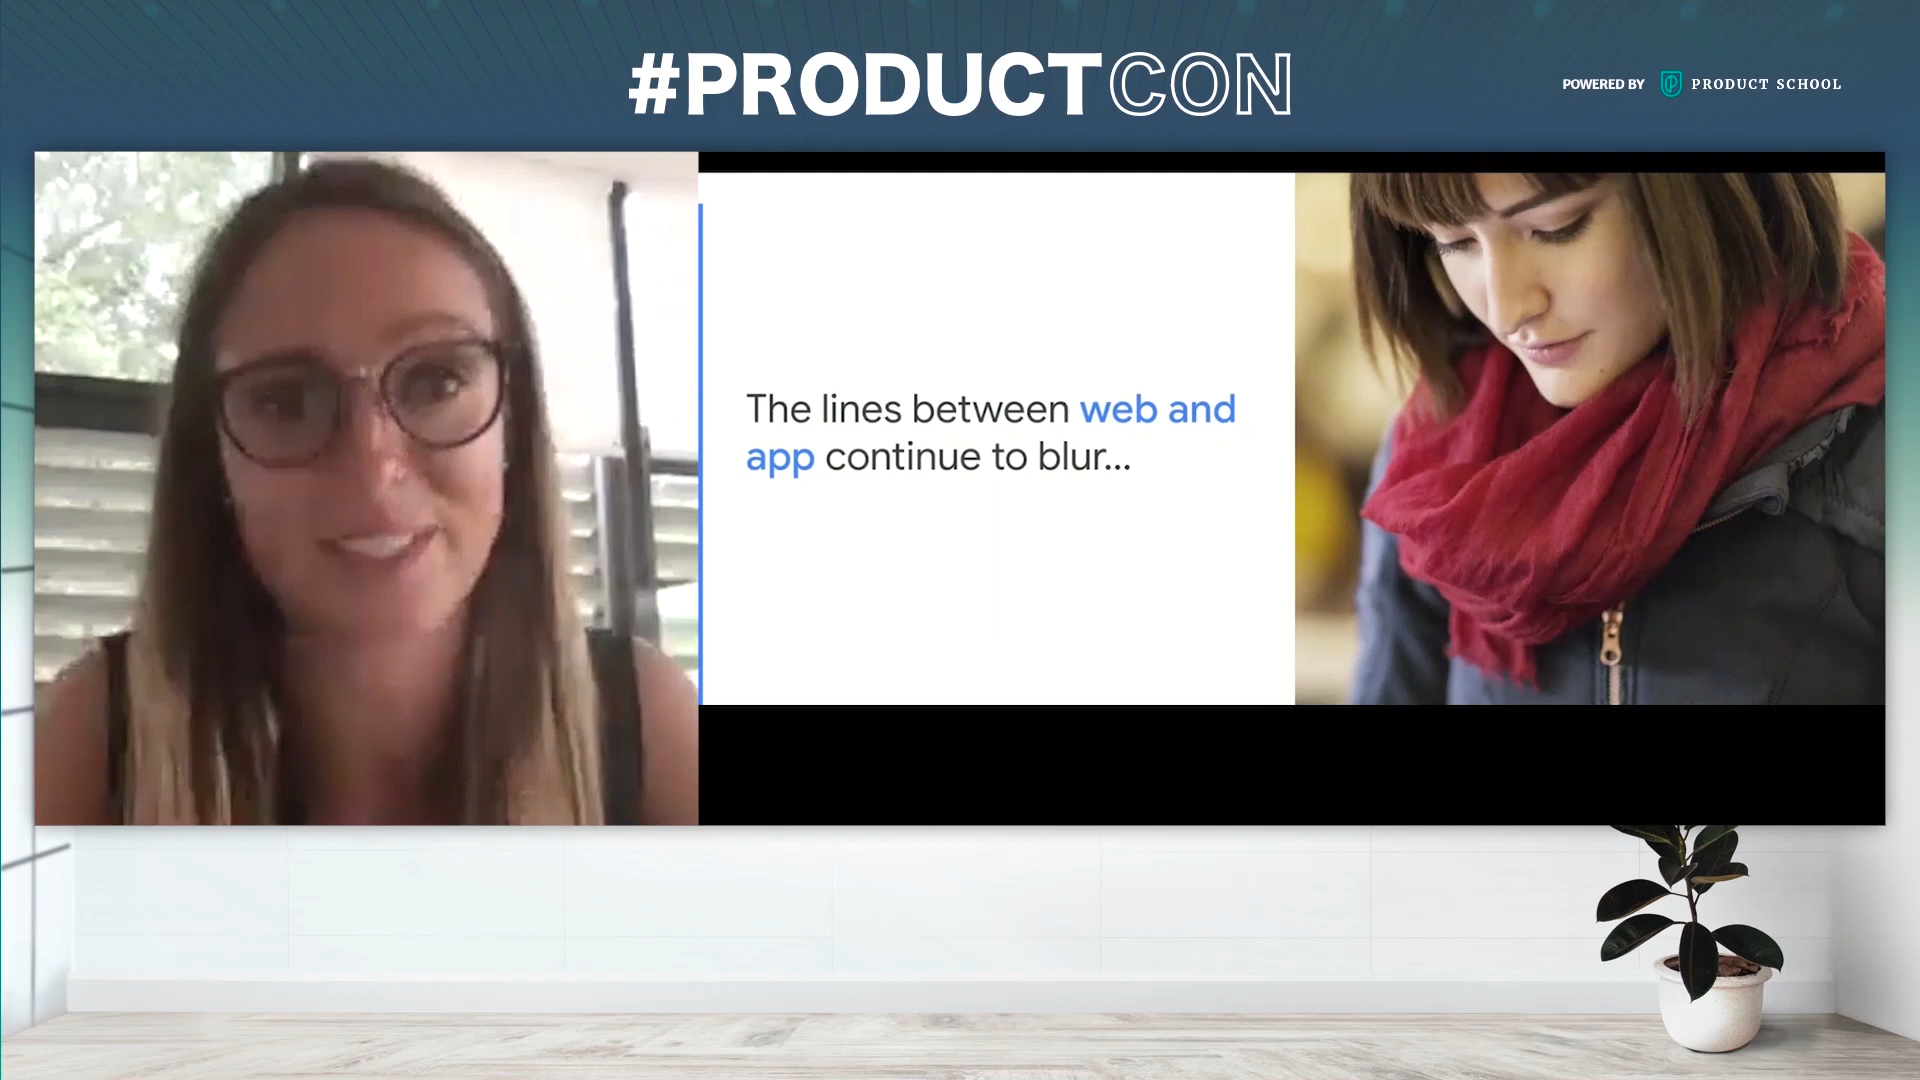 #PRODUCTCON
POWERED BY PRODUCT SCHOOL
The lines between web and
app continue to blur...